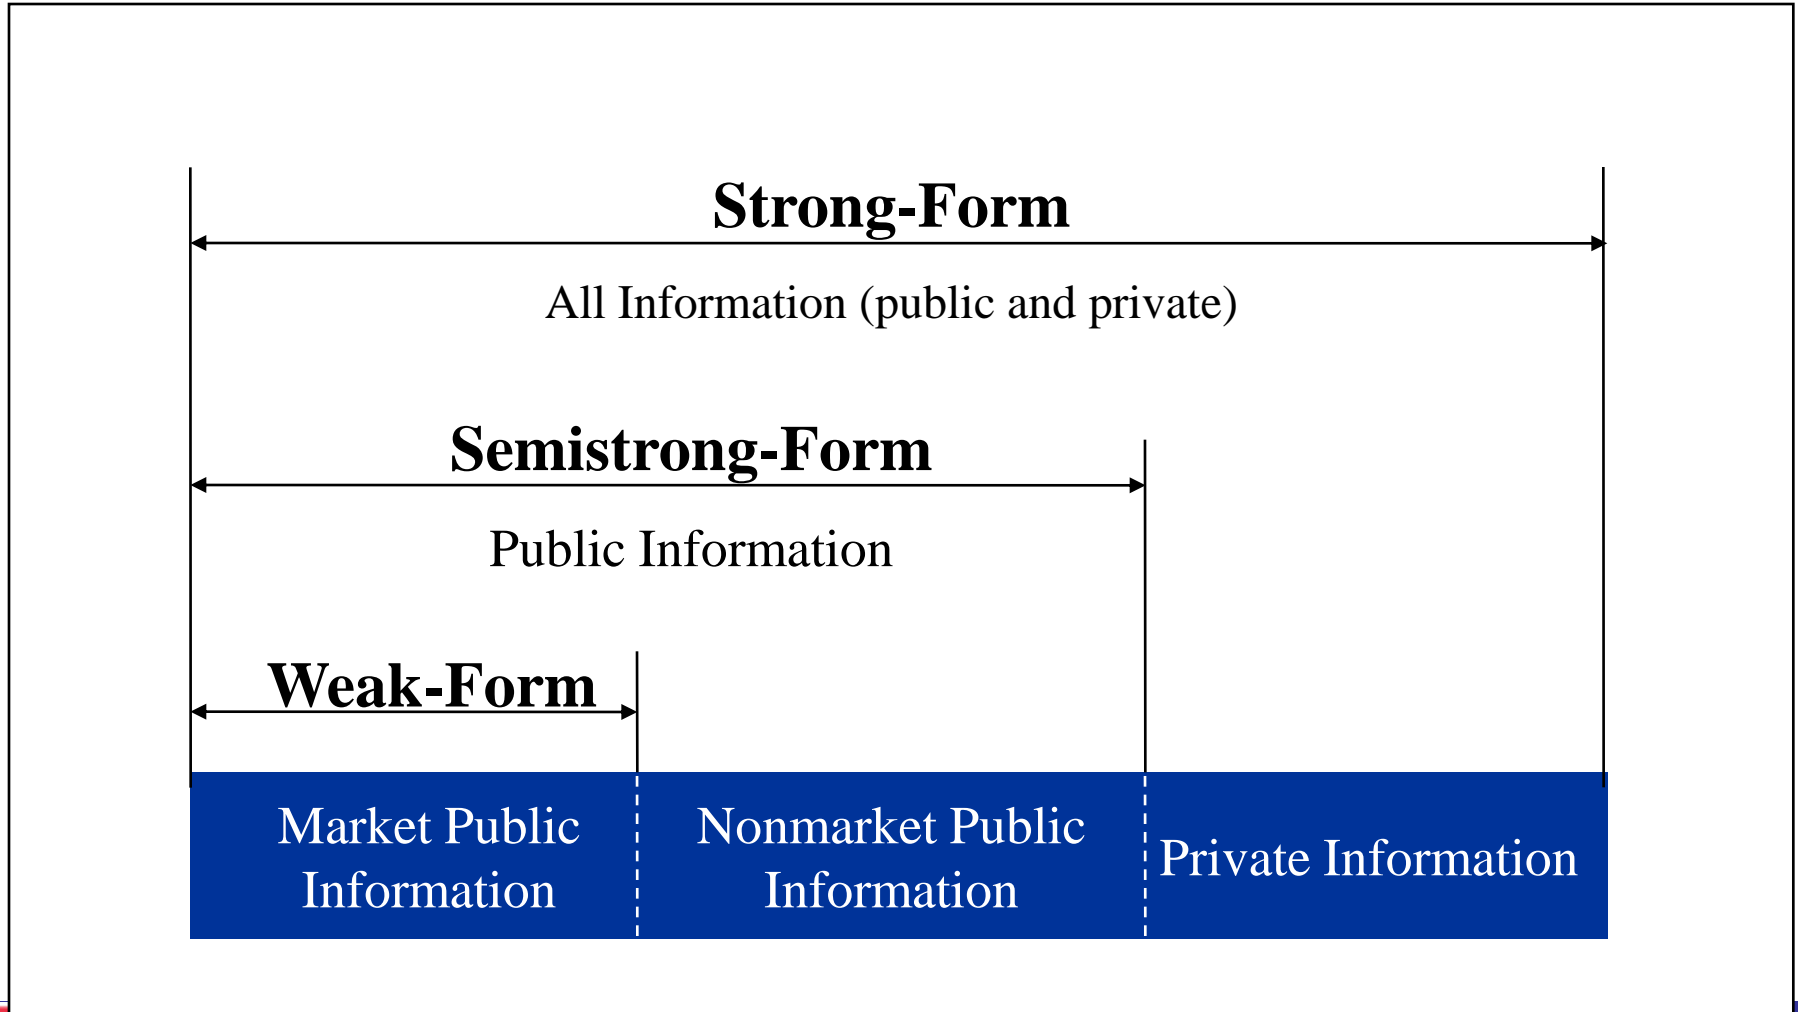 Strong-Form
All Information (public and private)
Semistrong-Form
Public Information
Weak-Form
Market Public
Information
Nonmarket Public
Information
Private Information